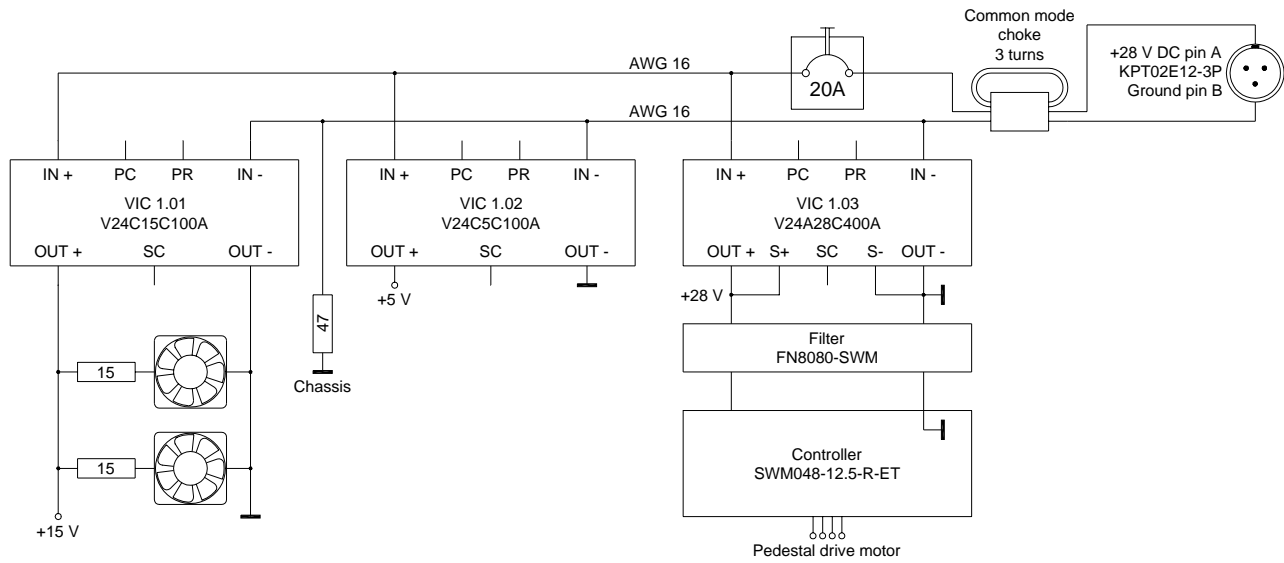 Common mode
choke
3 turns
+28 V DC pin A
KPT02E12-3P
Ground pin B
AWG 16
20A
AWG 16
IN + PC PR IN -
VIC 1.01
V24C15C100A
OUT + SC OUT -
IN + PC PR IN -
VIC 1.02
V24C5C100A
OUT + SC OUT -
IN + PC PR IN -
VIC 1.03
V24A28C400A
OUT + S+ SC S- OUT -
+5 V
+28 V
47
Chassis
Filter
FN8080-SWM
15
15
+15 V
Controller
SWM048-12.5-R-ET
Pedestal drive motor